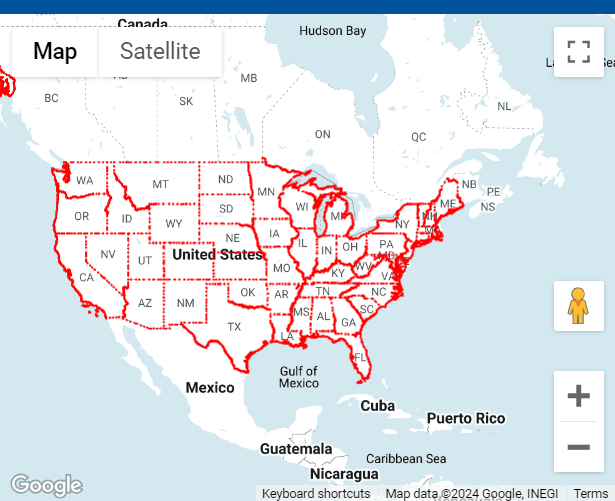 Canada
Hudson Bay
Map
Satellite
MB
BC
SK
NL
ON
QC
NB
PE
NS
WA
MT
ND
MN
ME
OR
ID
SD
WI
MI
NY
NH
WY
IA
NE
NV
UT
United States
IL
IN
OH
PA
CA
MO
KY
WV
VA
AZ
NM
OK
AR
TN
NC
TX
MS
AL
GA
SC
LA
FL
Gulf of
Mexico
Mexico
Cuba
Puerto Rico
Guatemala
Caribbean Sea
Nicaragua
Google
Keyboard shortcuts
Map data ©2024 Google, INEGI
Terms